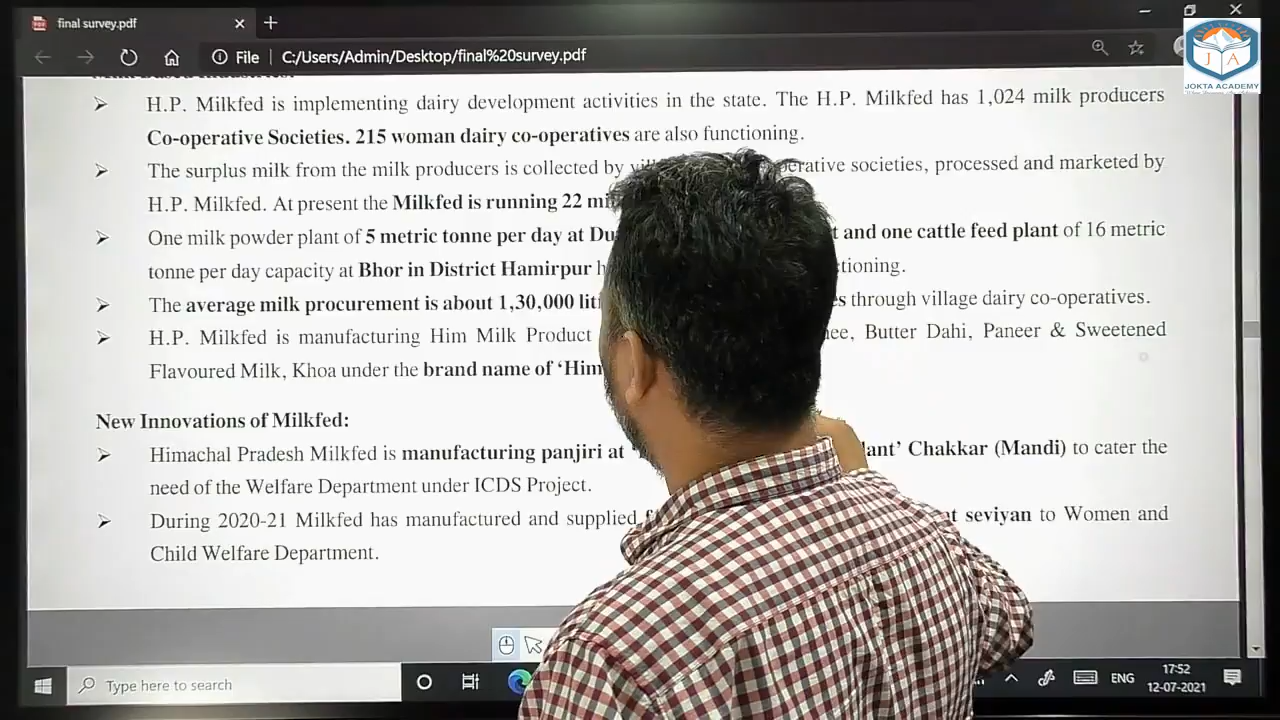 final survey.pdf
File
C:/Users/Admin/Desktop/final%20survey.pdf
JA
JOKTA ACADEMY
Milk based Industries:
H.P. Milkfed is implementing dairy development activities in the state. The H.P. Milkfed has 1,024 milk producers
Co-operative Societies. 215 woman dairy co-operatives are also functioning.
The surplus milk from the milk producers is collected by societies, processed and marketed by
H.P. Milkfed. At present the Milkfed is running 22
One milk powder plant of 5 metric tonne per day at and one cattle feed plant of 16 metric
tonne per day capacity at Bhor in District Hamirpur
The average milk procurement is about 1,30,000 through village dairy co-operatives.
H.P. Milkfed is manufacturing Him Milk Product Butter Dahi, Paneer & Sweetened
Flavoured Milk, Khoa under the brand name of ‘Him
New Innovations of Milkfed:
Himachal Pradesh Milkfed is manufacturing panjiri at Chakkar (Mandi) to cater the
need of the Welfare Department under ICDS Project.
During 2020-21 Milkfed has manufactured and supplied seviyan to Women and
Child Welfare Department.
Type here to search
ENG
17:52
12-07-2021